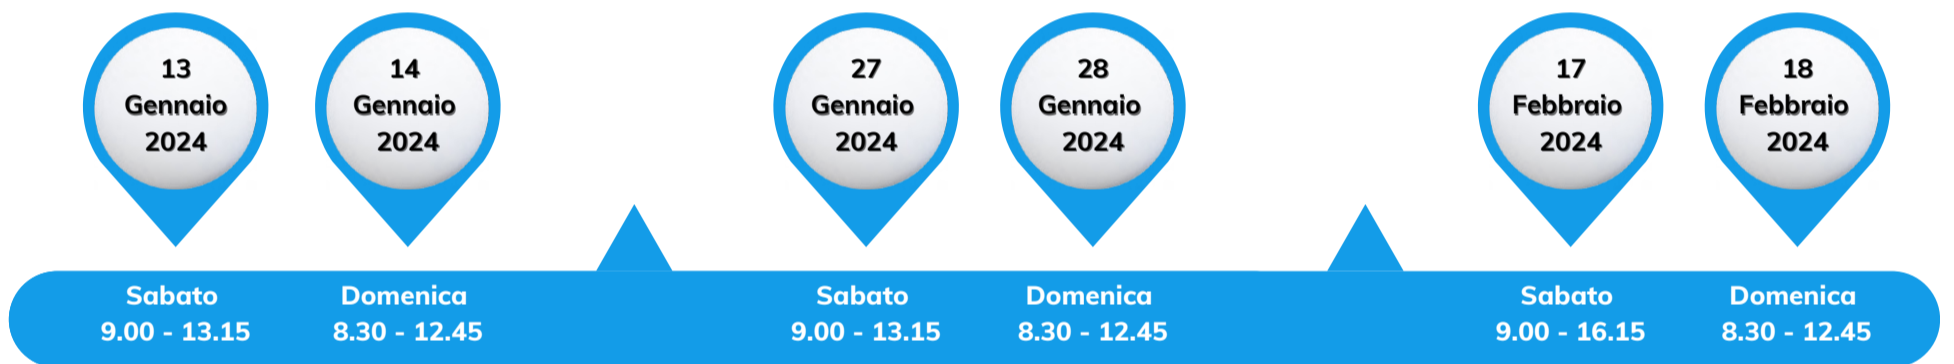 13
Gennaio
2024
14
Gennaio
2024
27
Gennaio
2024
28
Gennaio
2024
17
Febbraio
2024
18
Febbraio
2024
Sabato
9.00 - 13.15
Domenica
8.30 - 12.45
Sabato
9.00 - 13.15
Domenica
8.30 - 12.45
Sabato
9.00 - 16.15
Domenica
8.30 - 12.45